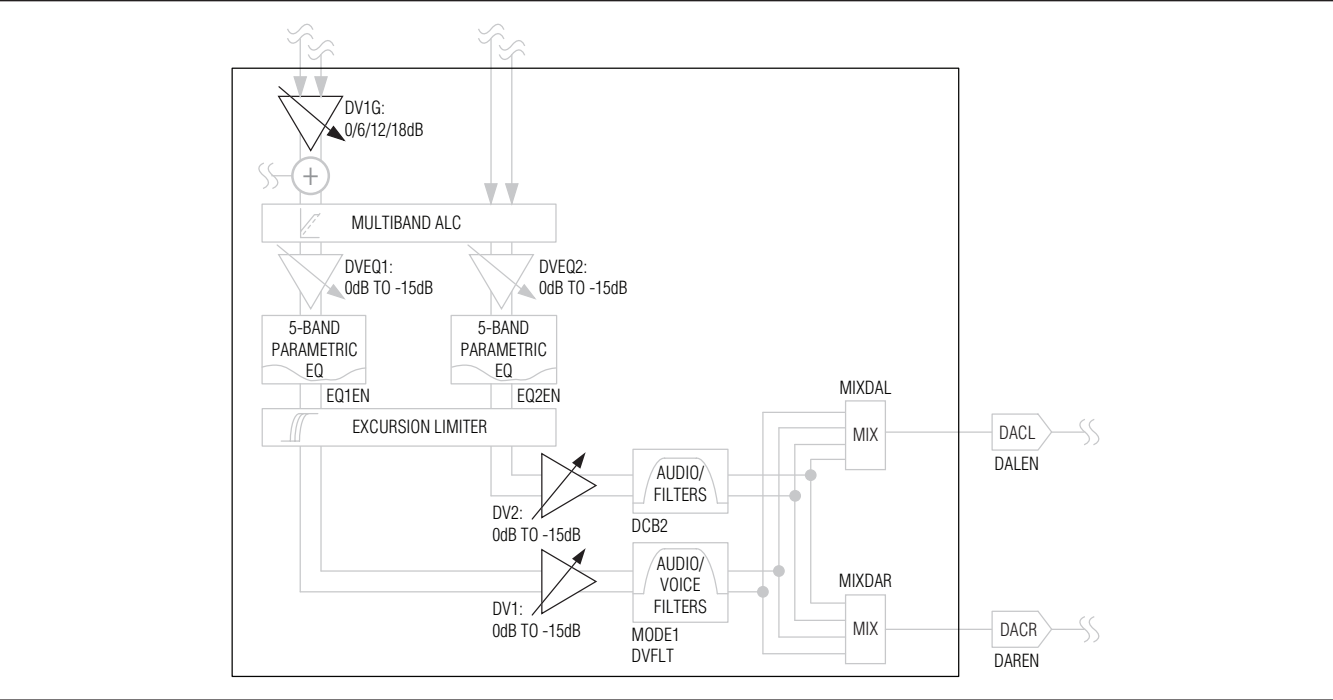 DV1G:
0/6/12/18dB
+
MULTIBAND ALC
DVEQ1:
0dB TO -15dB
DVEQ2:
0dB TO -15dB
5-BAND
PARAMETRIC
EQ
5-BAND
PARAMETRIC
EQ
EQ1EN
EQ2EN
EXCURSION LIMITER
MIXDAL
MIX
DACL
DALEN
AUDIO/
FILTERS
DCB2
DV2:
0dB TO -15dB
AUDIO/
VOICE
FILTERS
MODE1
DVFLT
DV1:
0dB TO -15dB
MIXDAR
MIX
DACR
DAREN